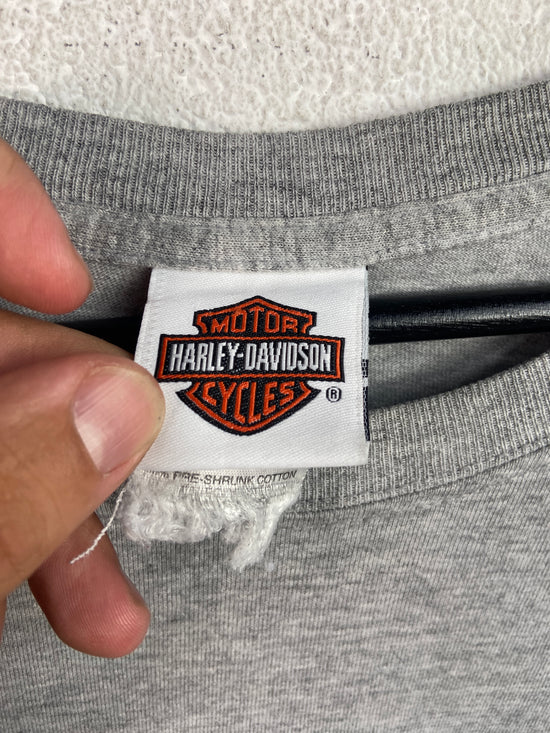 MOTOR
HARLEY-DAVIDSON
CYCLES
®
PRE-SHRUNK COTTON